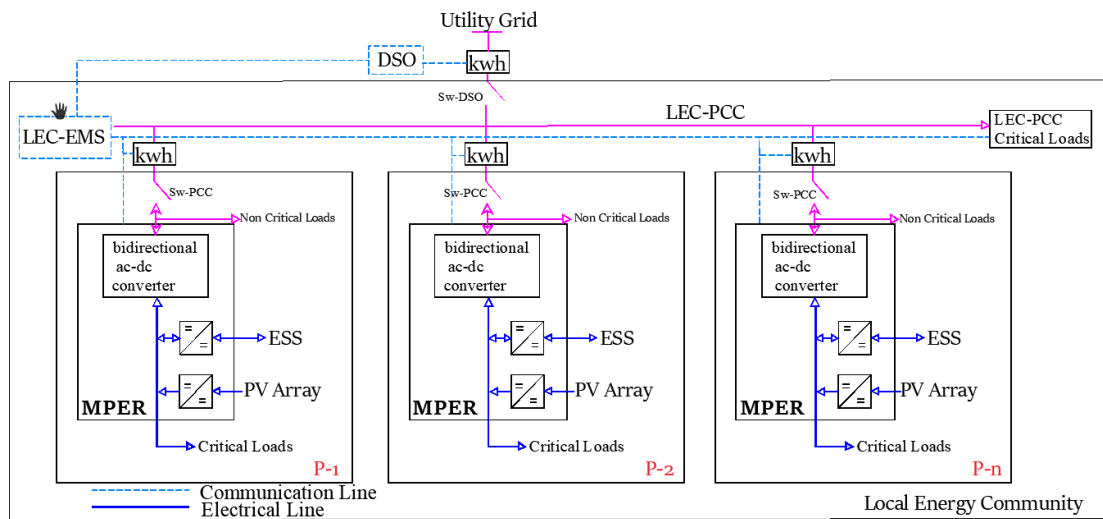 Utility Grid
DSO
kwh
Sw-DSO
LEC-EMS
LEC-PCC
LEC-PCC
Critical Loads
kwh
kwh
kwh
Sw-PCC
Sw-PCC
Sw-PCC
Non Critical Loads
Non Critical Loads
Non Critical Loads
bidirectional
ac-dc
converter
bidirectional
ac-dc
converter
bidirectional
ac-dc
converter
=
=
ESS
=
=
ESS
=
=
ESS
=
=
PV Array
=
=
PV Array
=
=
PV Array
MPER
MPER
MPER
Critical Loads
Critical Loads
Critical Loads
P-1
P-2
P-n
Communication Line
Electrical Line
Local Energy Community